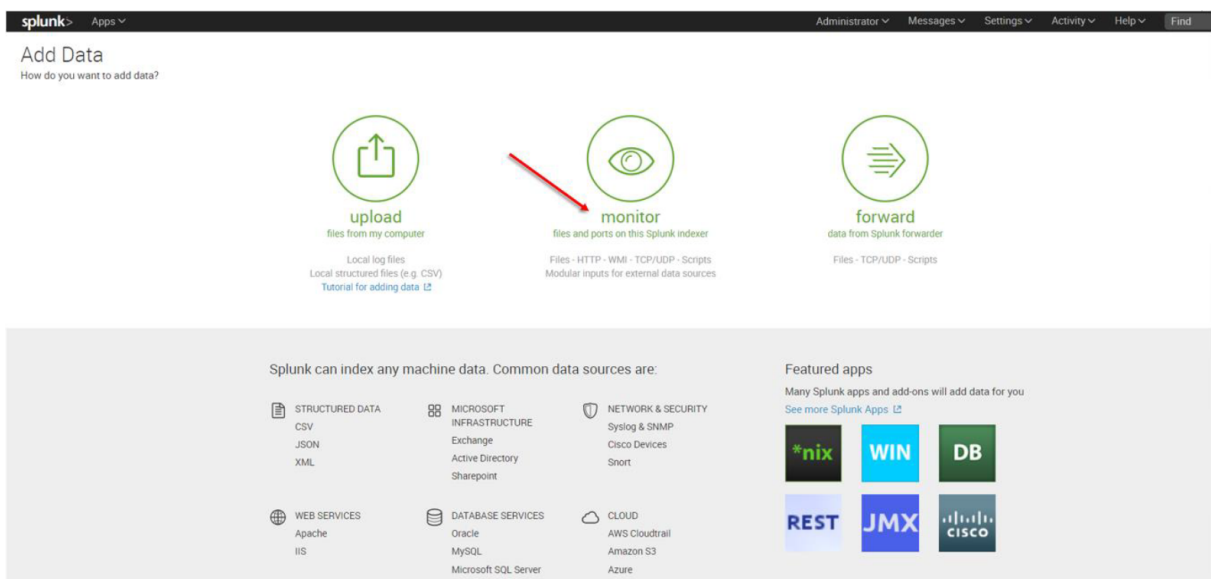 splunk> Apps Administrator Messages Settings Activity Help Find
Add Data
How do you want to add data?
upload
files from my computer
Local log files
Local structured files (e.g. CSV)
Tutorial for adding data
monitor
files and ports on this Splunk indexer
Files - HTTP - WMI - TCP/UDP - Scripts
Modular inputs for external data sources
forward
data from Splunk forwarder
Files - TCP/UDP - Scripts
Splunk can index any machine data. Common data sources are:
STRUCTURED DATA
CSV
JSON
XML
MICROSOFT
INFRASTRUCTURE
Exchange
Active Directory
Sharepoint
NETWORK & SECURITY
Syslog & SNMP
Cisco Devices
Snort
WEB SERVICES
Apache
IIS
DATABASE SERVICES
Oracle
MySQL
Microsoft SQL Server
CLOUD
AWS Cloudtrail
Amazon S3
Azure
Featured apps
Many Splunk apps and add-ons will add data for you
See more Splunk Apps
*nix WIN DB
REST JMX CISCO